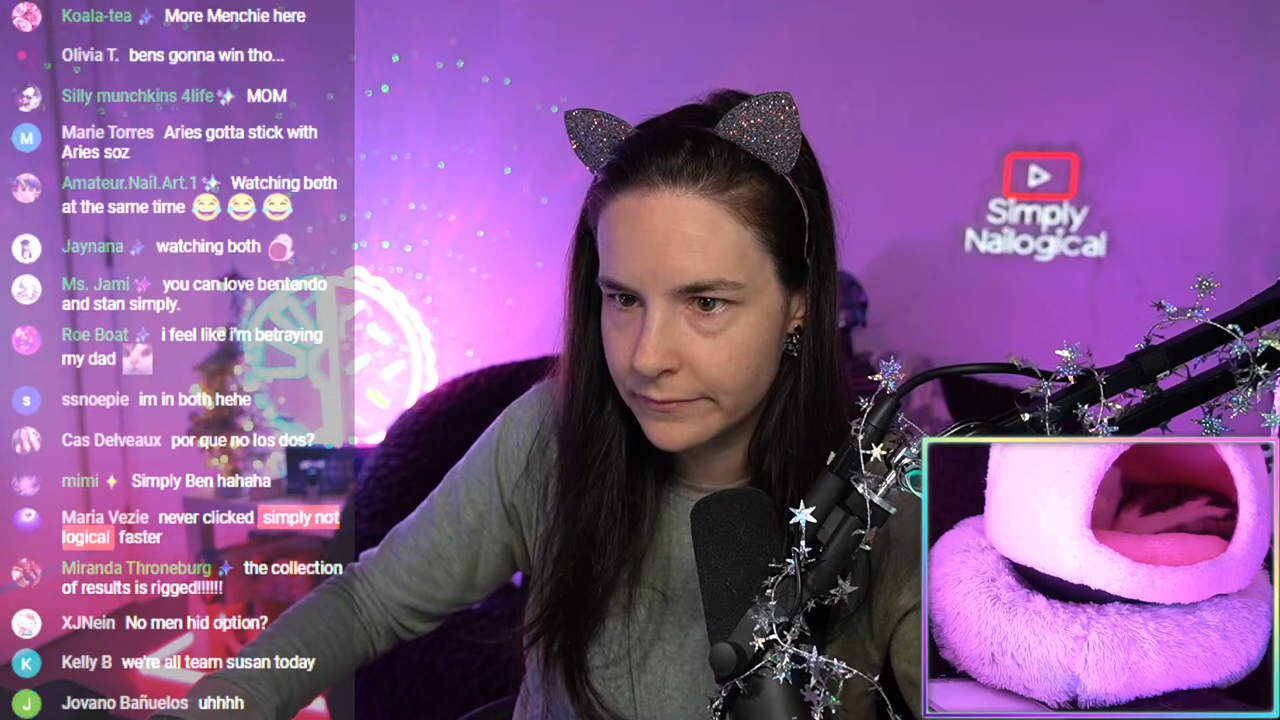 Koala-tea More Menchie here
Olivia T. bens gonna win tho...
Silly munchkins 4life MOM
Marie Torres Aries gotta stick with
Aries soz
Amateur.Nail.Art.1 Watching both
at the same time 😂 😂 😂
Jaynana watching both
Ms. Jami you can love bentendo
and stan simply.
Roe Boat i feel like i'm betraying
my dad
ssnoepie im in both hehe
Cas Delveaux por que no los dos?
mimi Simply Ben hahaha
Maria Vezie never clicked simply not
logical faster
Miranda Throneburg the collection
of results is rigged!!!!!!
XJNein No men hid option?
Kelly B we're all team susan today
Jovano Bañuelos uhhhh
M
s
K
J
Simply
Nailogical